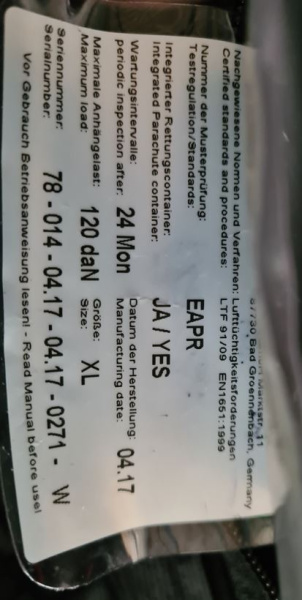 Marktstr. 11
87730 Bad Groenenbach, Germany
Nachgewiesene Normen und Verfahren: Lufttüchtigkeitsforderungen
Certified standards and procedures: LTF 91/09 EN1651:1999
Nummer der Musterprüfung:
Testregulation/Standards: EAPR
Integrierter Rettungscontainer:
Integrated Parachute container: JA / YES
Wartungsintervalle: Datum der Herstellung:
periodic inspection after: 24 Mon Manufacturing date: 04.17
Maximale Anhängelast: Größe:
Maximum load: 120 daN Size: XL
Seriennummer:
Serialnumber: 78 - 014 - 04.17 - 04.17 - 0271 - W
Vor Gebrauch Betriebsanweisung lesen! - Read Manual before use!